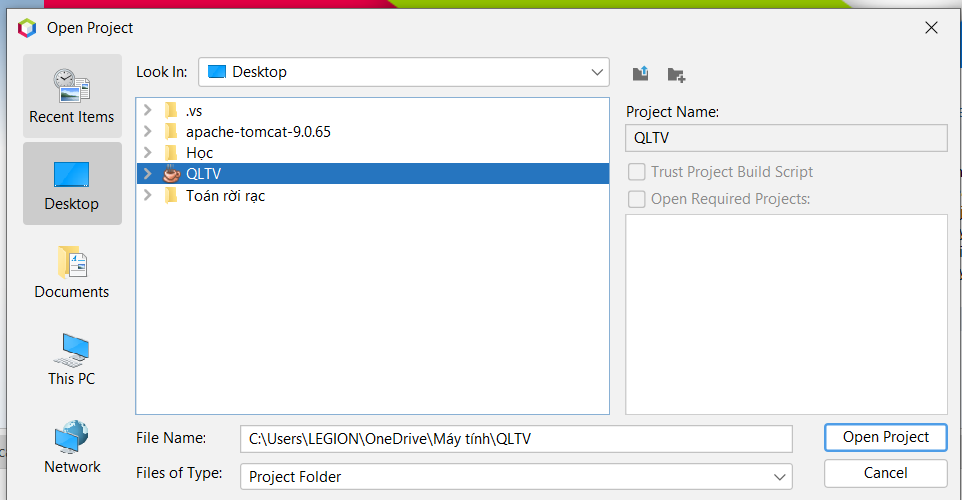 Open Project
Look In:
Desktop
Recent Items
Desktop
Documents
This PC
Network
.vs
apache-tomcat-9.0.65
Học
QLTV
Toán rời rạc
Project Name:
QLTV
Trust Project Build Script
Open Required Projects:
File Name:
C:\Users\LEGION\OneDrive\Máy tính\QLTV
Open Project
Files of Type:
Project Folder
Cancel